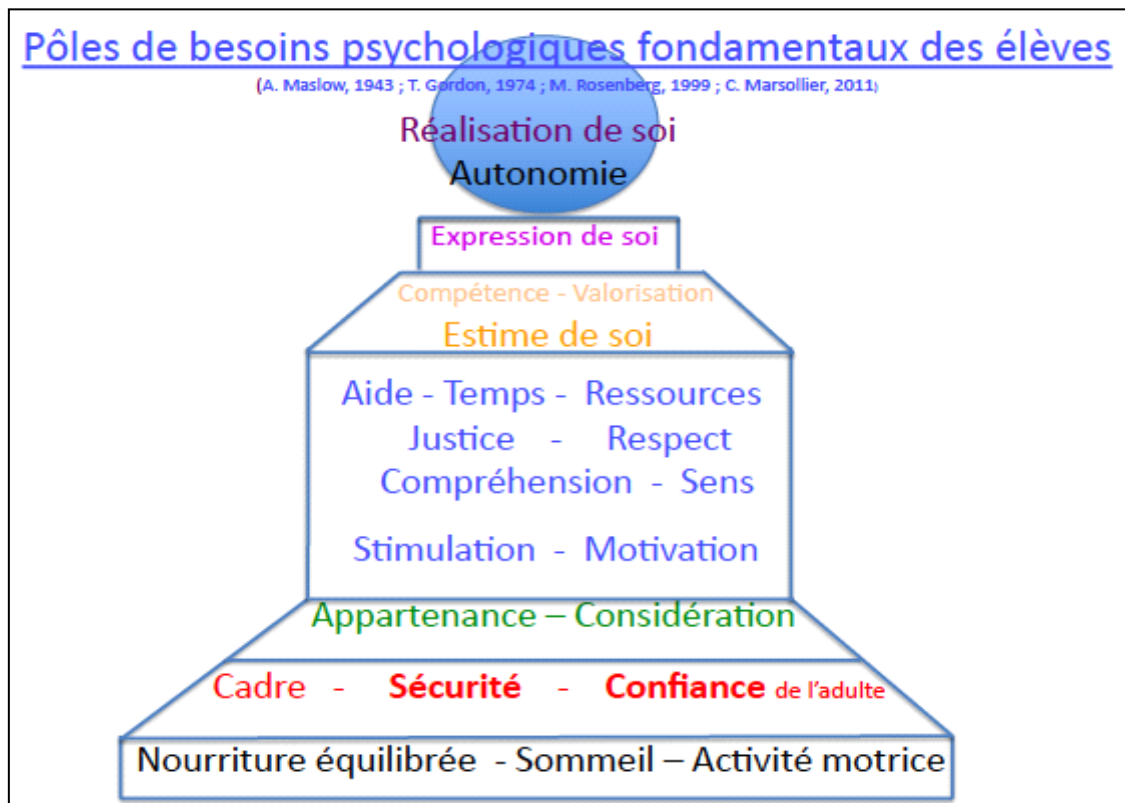 Pôles de besoins psychologiques fondamentaux des élèves
(A. Maslow, 1943 ; T. Gordon, 1974 ; M. Rosenberg, 1999 ; C. Marsollier, 2011)
Réalisation de soi
Autonomie
Expression de soi
Compétence - Valorisation
Estime de soi
Aide - Temps - Ressources
Justice - Respect
Compréhension - Sens
Stimulation - Motivation
Appartenance – Considération
Cadre - Sécurité - Confiance de l'adulte
Nourriture équilibrée - Sommeil – Activité motrice